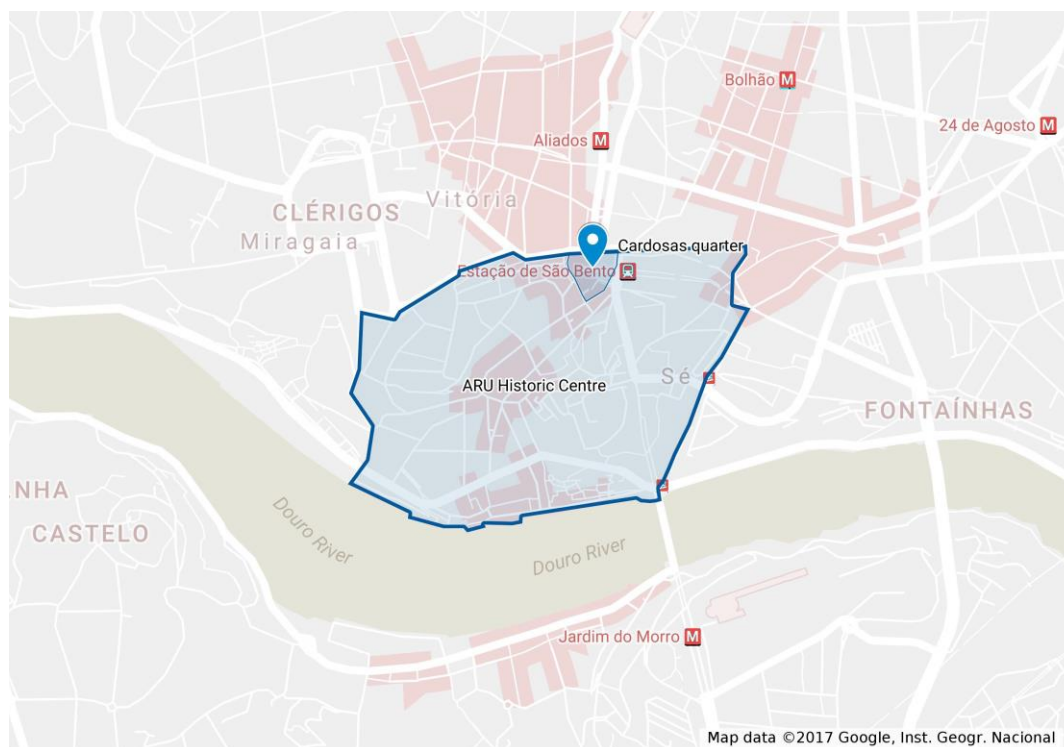 Bolhão M
Aliados M
24 de Agosto M
Vitória
CLÉRIGOS
Miragaia
Cardosas quarter
Estação de São Bento
ARU Historic Centre
Sé
FONTAÍNHAS
NHA
CASTELO
Douro River
Douro River
Jardim do Morro M
Map data ©2017 Google, Inst. Geogr. Nacional